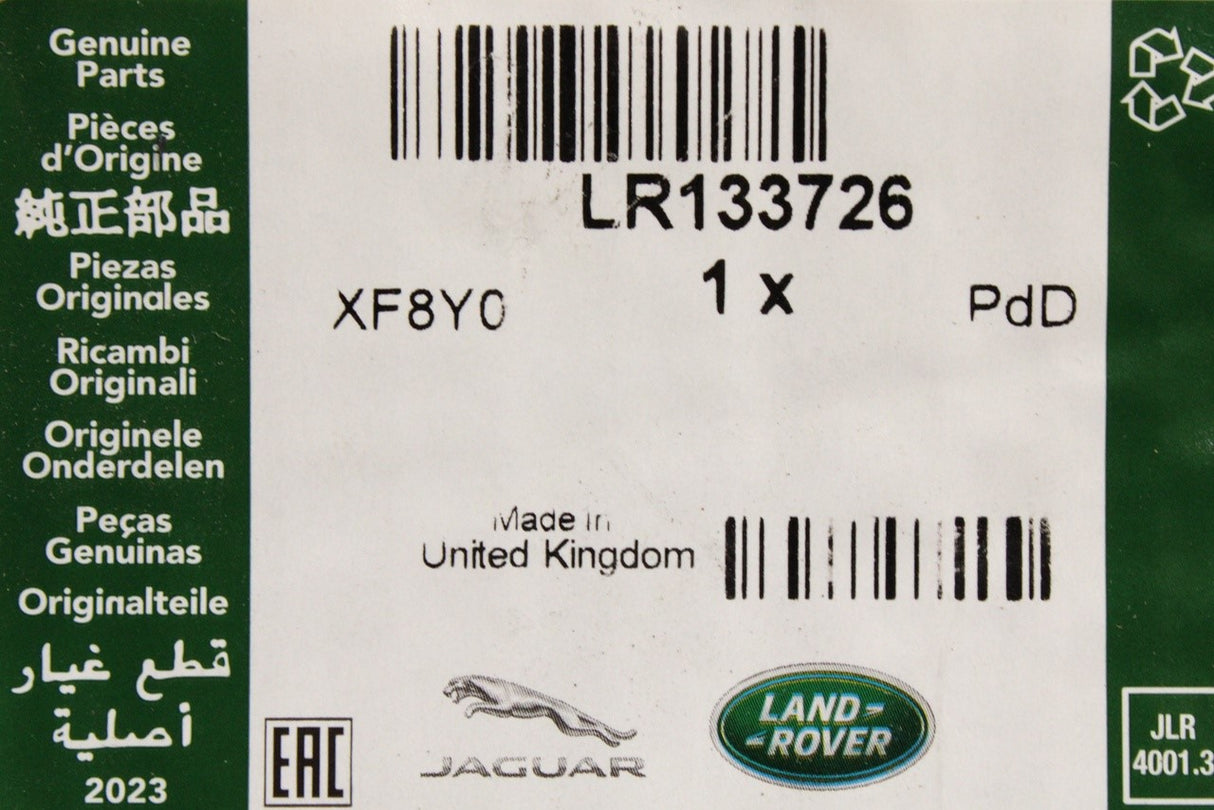 Genuine
Parts
Pièces
d'Origine
純正部品
Piezas
Originales
Ricambi
Originali
Originele
Onderdelen
Peças
Genuinas
Originalteile
قطع غيار
أصلية
2023
LR133726
1 x
XF8Y0
PdD
Made in
United Kingdom
EAC
JAGUAR
LAND-
-ROVER
JLR
4001.3